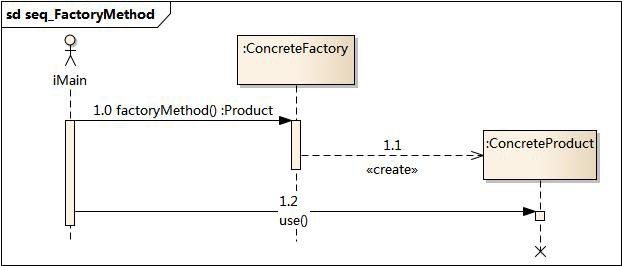 sd seq_FactoryMethod
:ConcreteFactory
iMain
1.0 factoryMethod() :Product
:ConcreteProduct
1.1
«create»
1.2
use()